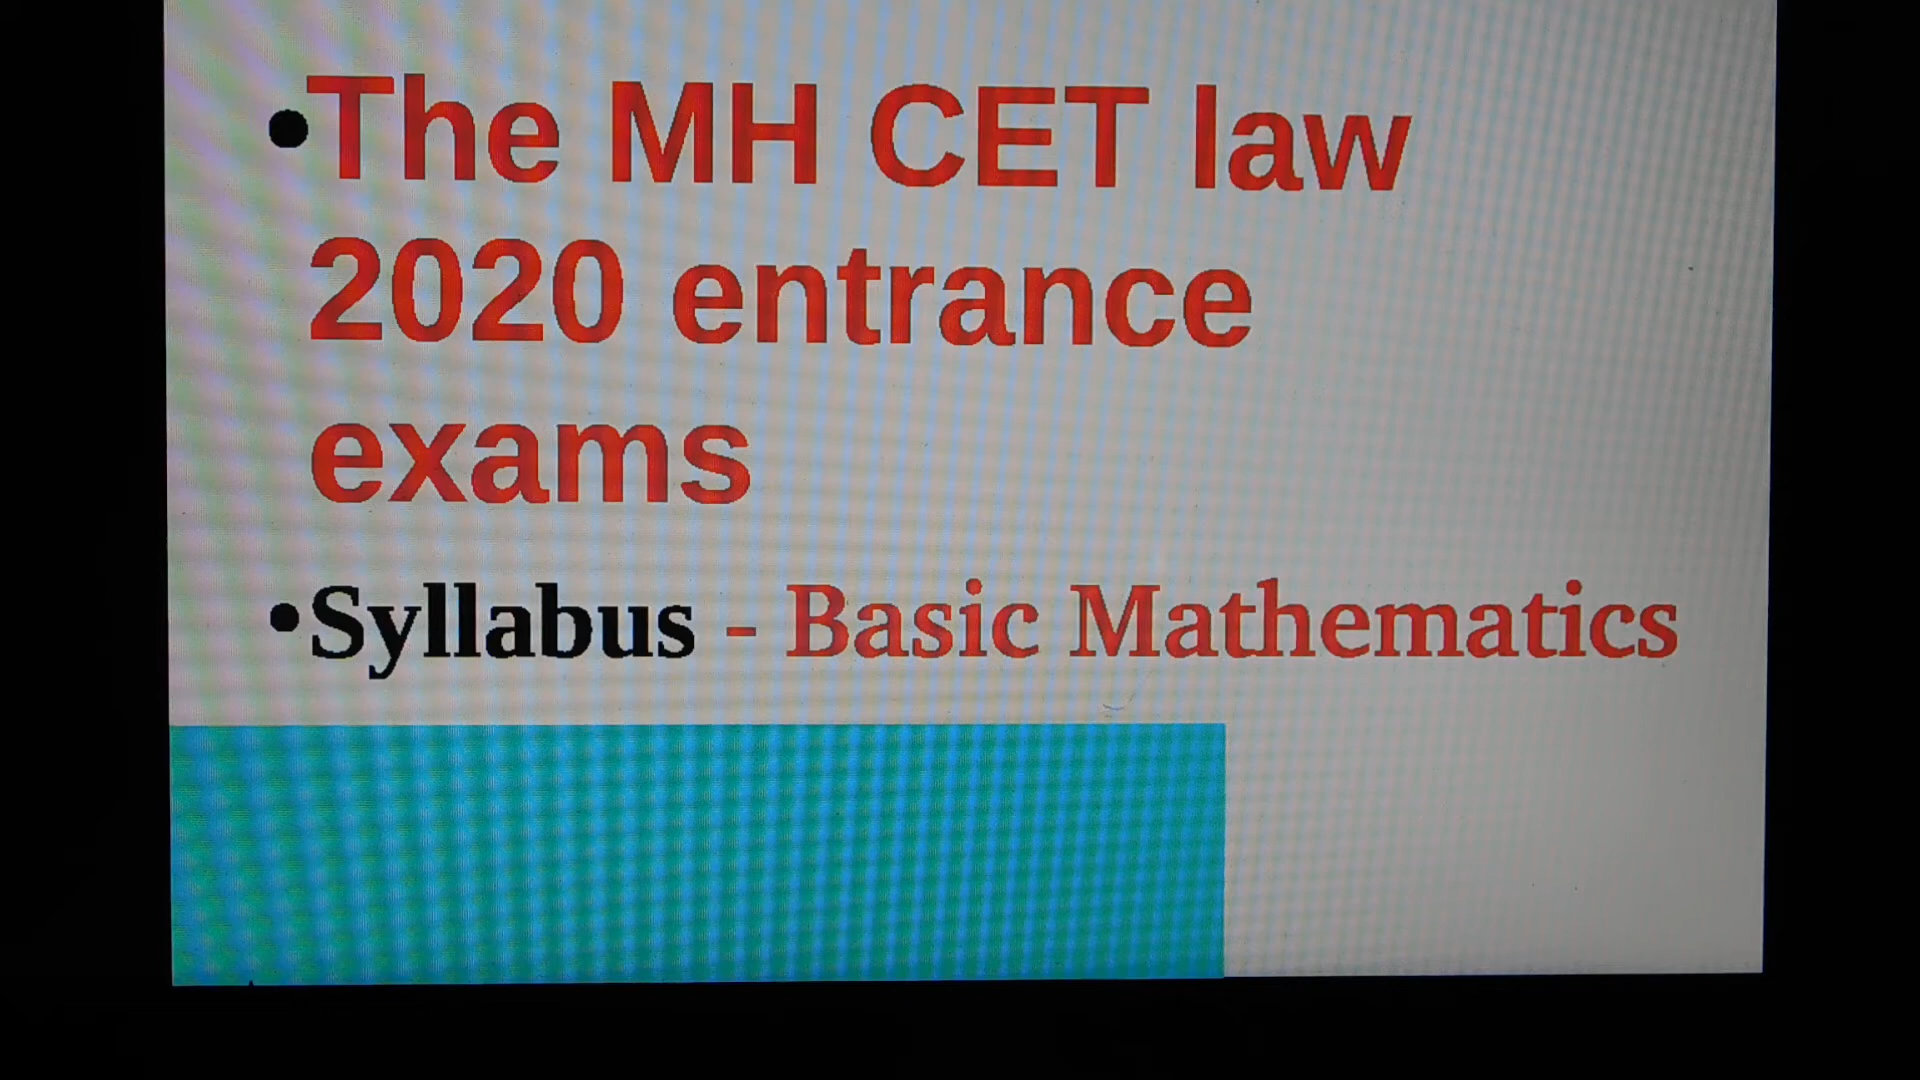 •The MH CET law
2020 entrance
exams
•Syllabus - Basic Mathematics